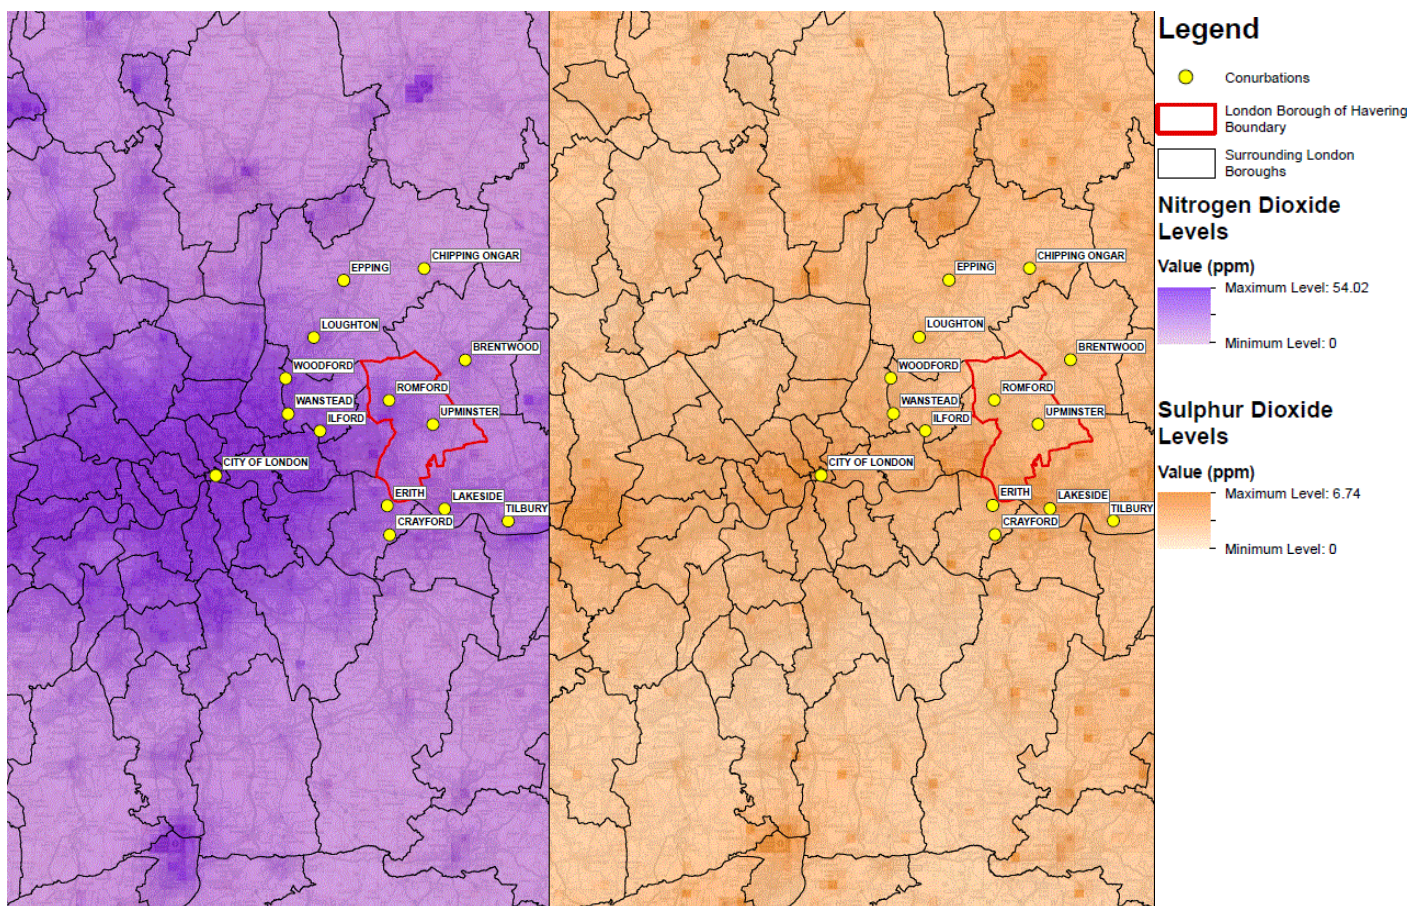 EPPING
CHIPPING ONGAR
LOUGHTON
BRENTWOOD
WOODFORD
ROMFORD
WANSTEAD
UPMINSTER
ILFORD
CITY OF LONDON
ERITH
LAKESIDE
TILBURY
CRAYFORD
EPPING
CHIPPING ONGAR
LOUGHTON
BRENTWOOD
WOODFORD
ROMFORD
WANSTEAD
UPMINSTER
ILFORD
CITY OF LONDON
ERITH
LAKESIDE
TILBURY
CRAYFORD
Legend
Conurbations
London Borough of Havering
Boundary
Surrounding London
Boroughs
Nitrogen Dioxide
Levels
Value (ppm)
Maximum Level: 54.02
Minimum Level: 0
Sulphur Dioxide
Levels
Value (ppm)
Maximum Level: 6.74
Minimum Level: 0